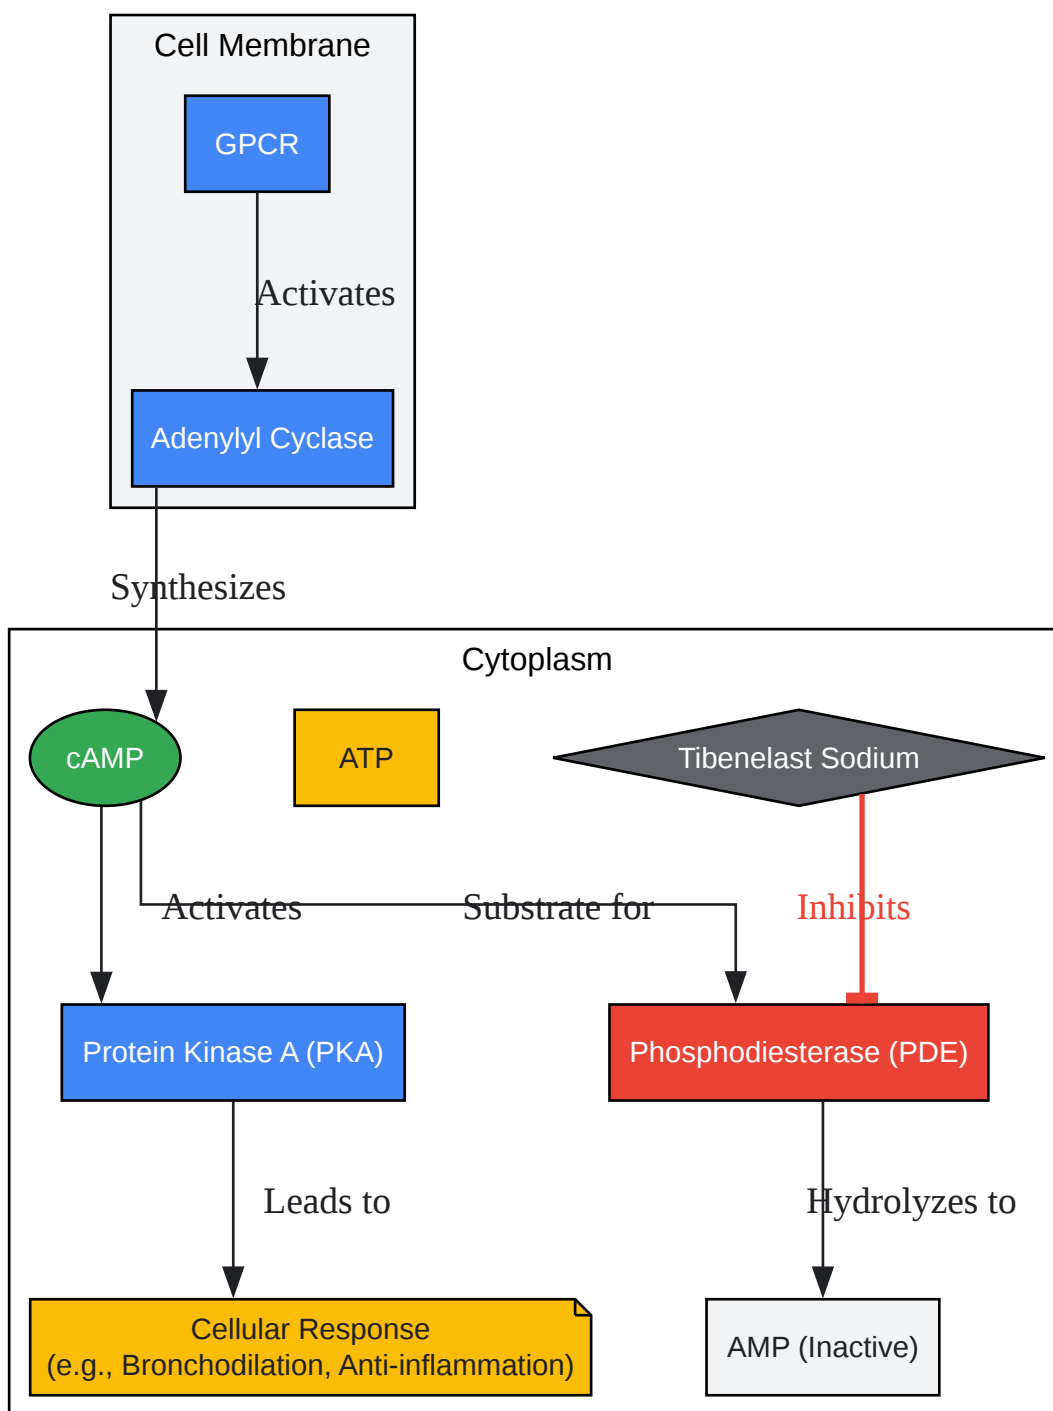 Cell Membrane
GPCR
Activates
Adenylyl Cyclase
Synthesizes
Cytoplasm
cAMP
ATP
Tibenelast Sodium
Activates
Substrate for
Inhibits
Protein Kinase A (PKA)
Phosphodiesterase (PDE)
Leads to
Hydrolyzes to
Cellular Response
(e.g., Bronchodilation, Anti-inflammation)
AMP (Inactive)